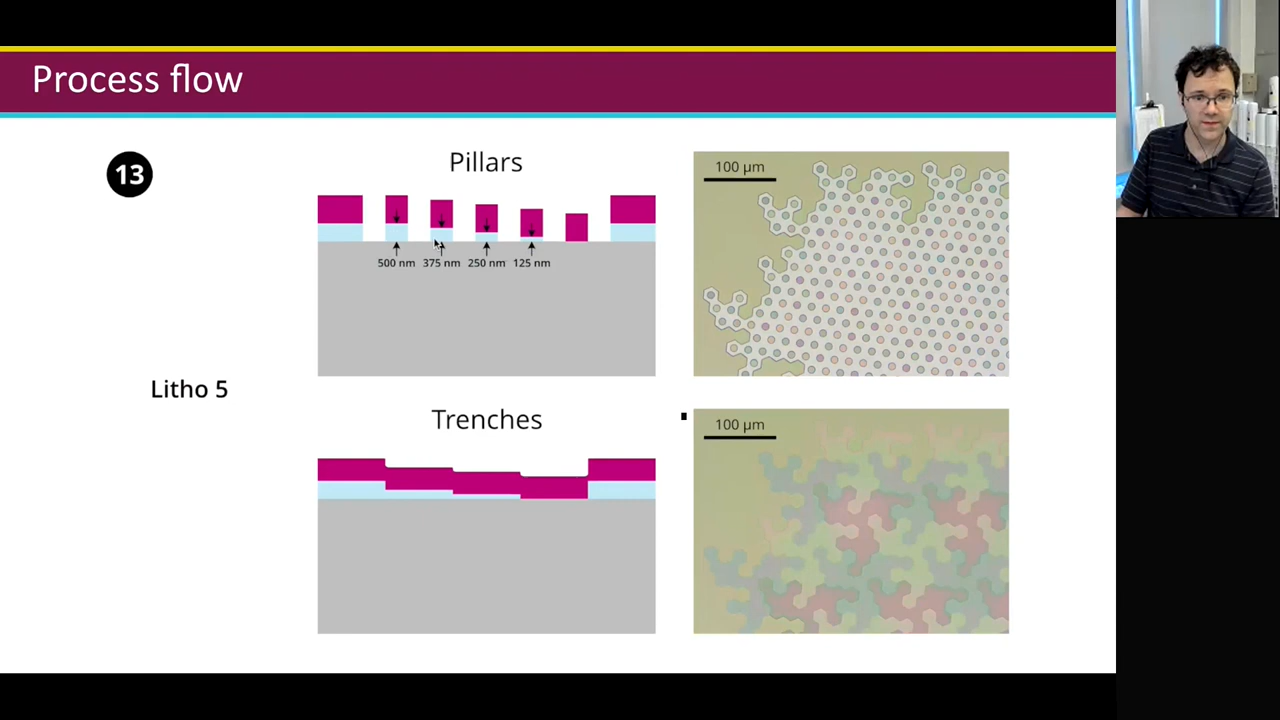 Process flow
13
Pillars
100 µm
500 nm 375 nm 250 nm 125 nm
Litho 5
Trenches
100 µm